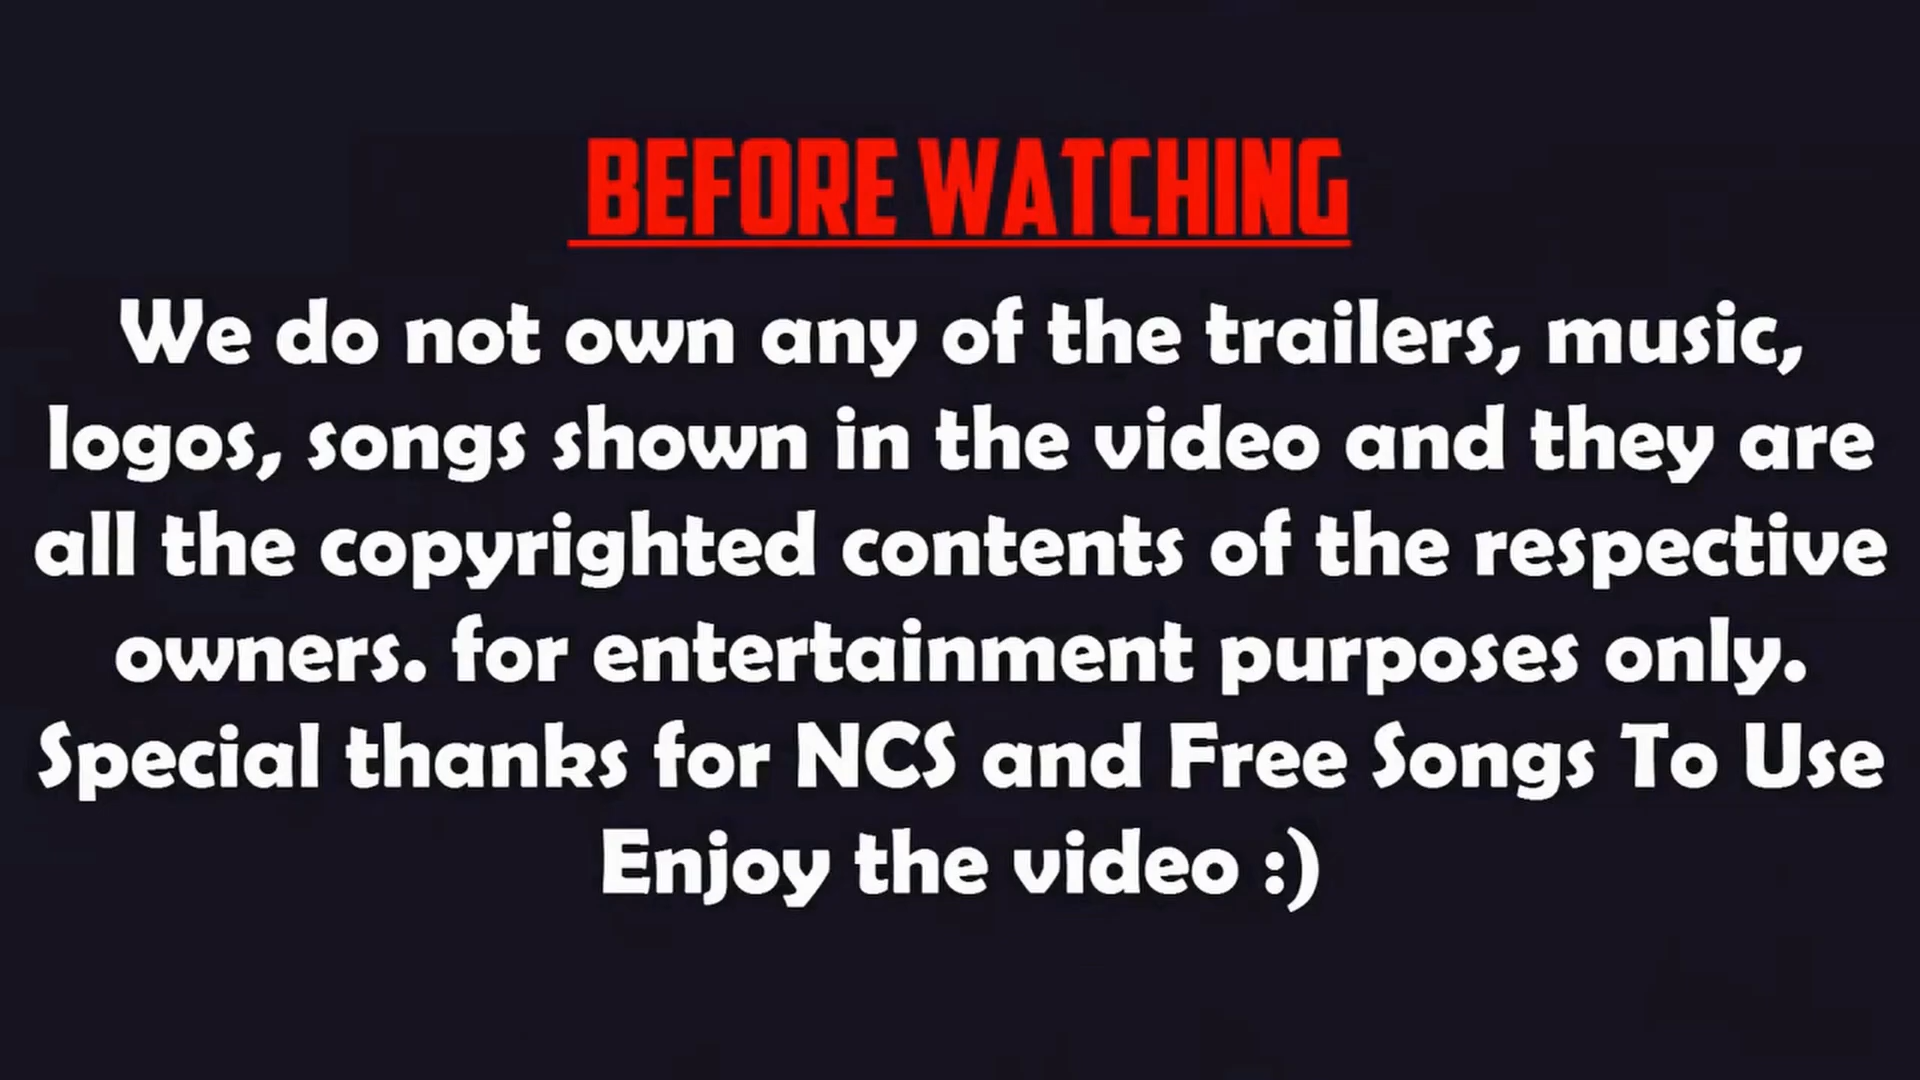 BEFORE WATCHING
We do not own any of the trailers, music,
logos, songs shown in the video and they are
all the copyrighted contents of the respective
owners. for entertainment purposes only.
Special thanks for NCS and Free Songs To Use
Enjoy the video :)